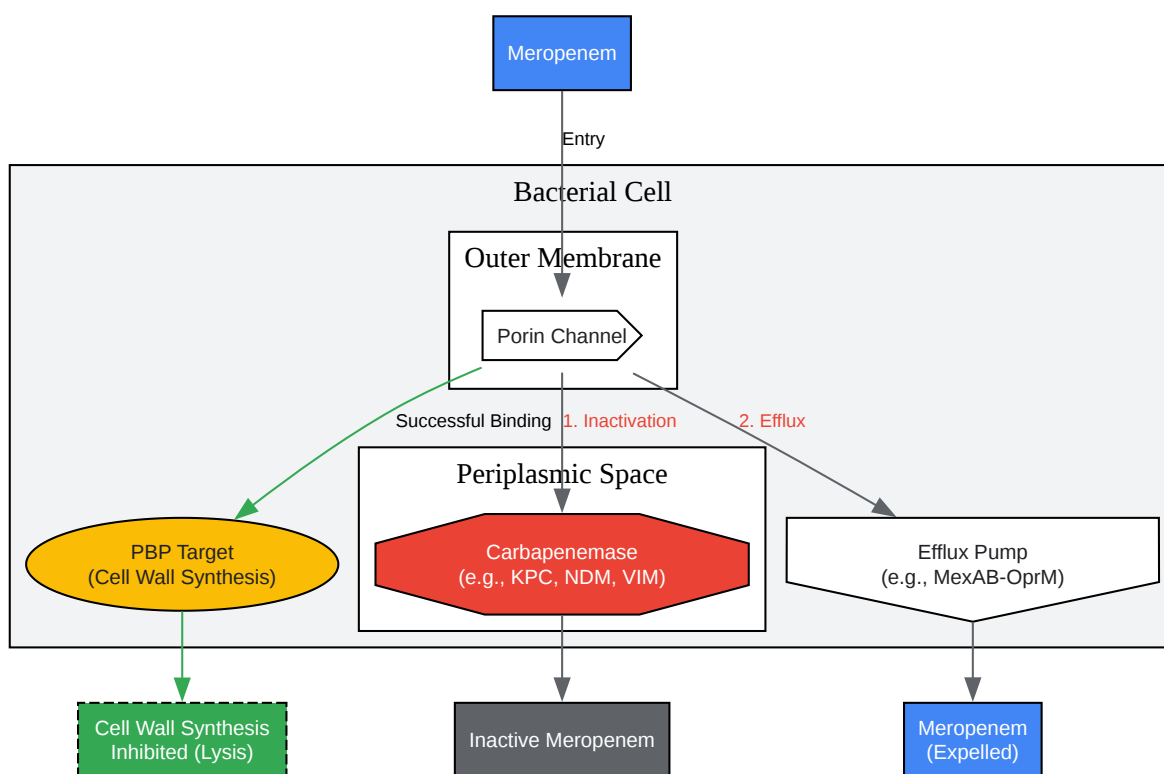 Meropenem
Entry
Bacterial Cell
Outer Membrane
Porin Channel
Successful Binding
1. Inactivation
2. Efflux
Periplasmic Space
PBP Target
(Cell Wall Synthesis)
Carbapenemase
(e.g., KPC, NDM, VIM)
Efflux Pump
(e.g., MexAB-OprM)
Cell Wall Synthesis
Inhibited (Lysis)
Inactive Meropenem
Meropenem
(Expelled)